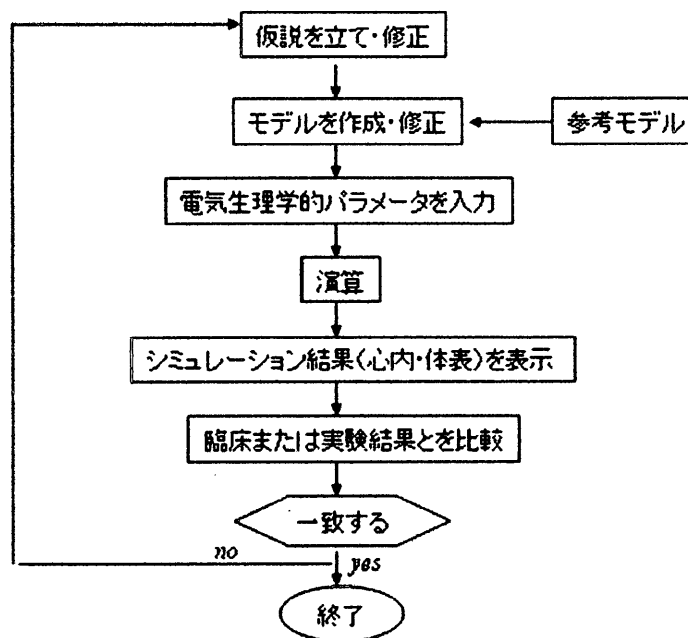 仮説を立て・修正
モデルを作成・修正
参考モデル
電気生理学的パラメータを入力
演算
シミュレーション結果(心内・体表)を表示
臨床または実験結果とを比較
一致する
no
yes
終了